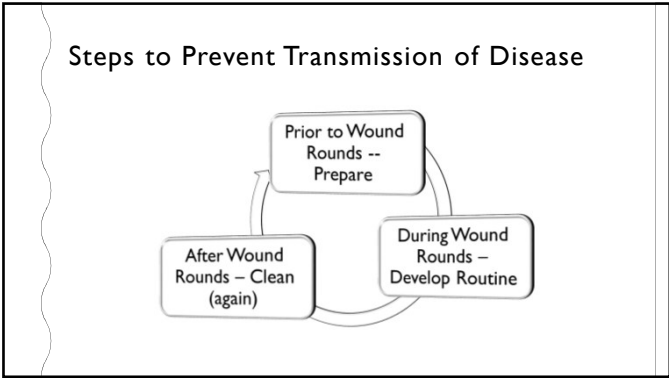 Steps to Prevent Transmission of Disease
Prior to Wound
Rounds --
Prepare
During Wound
Rounds –
Develop Routine
After Wound
Rounds – Clean
(again)